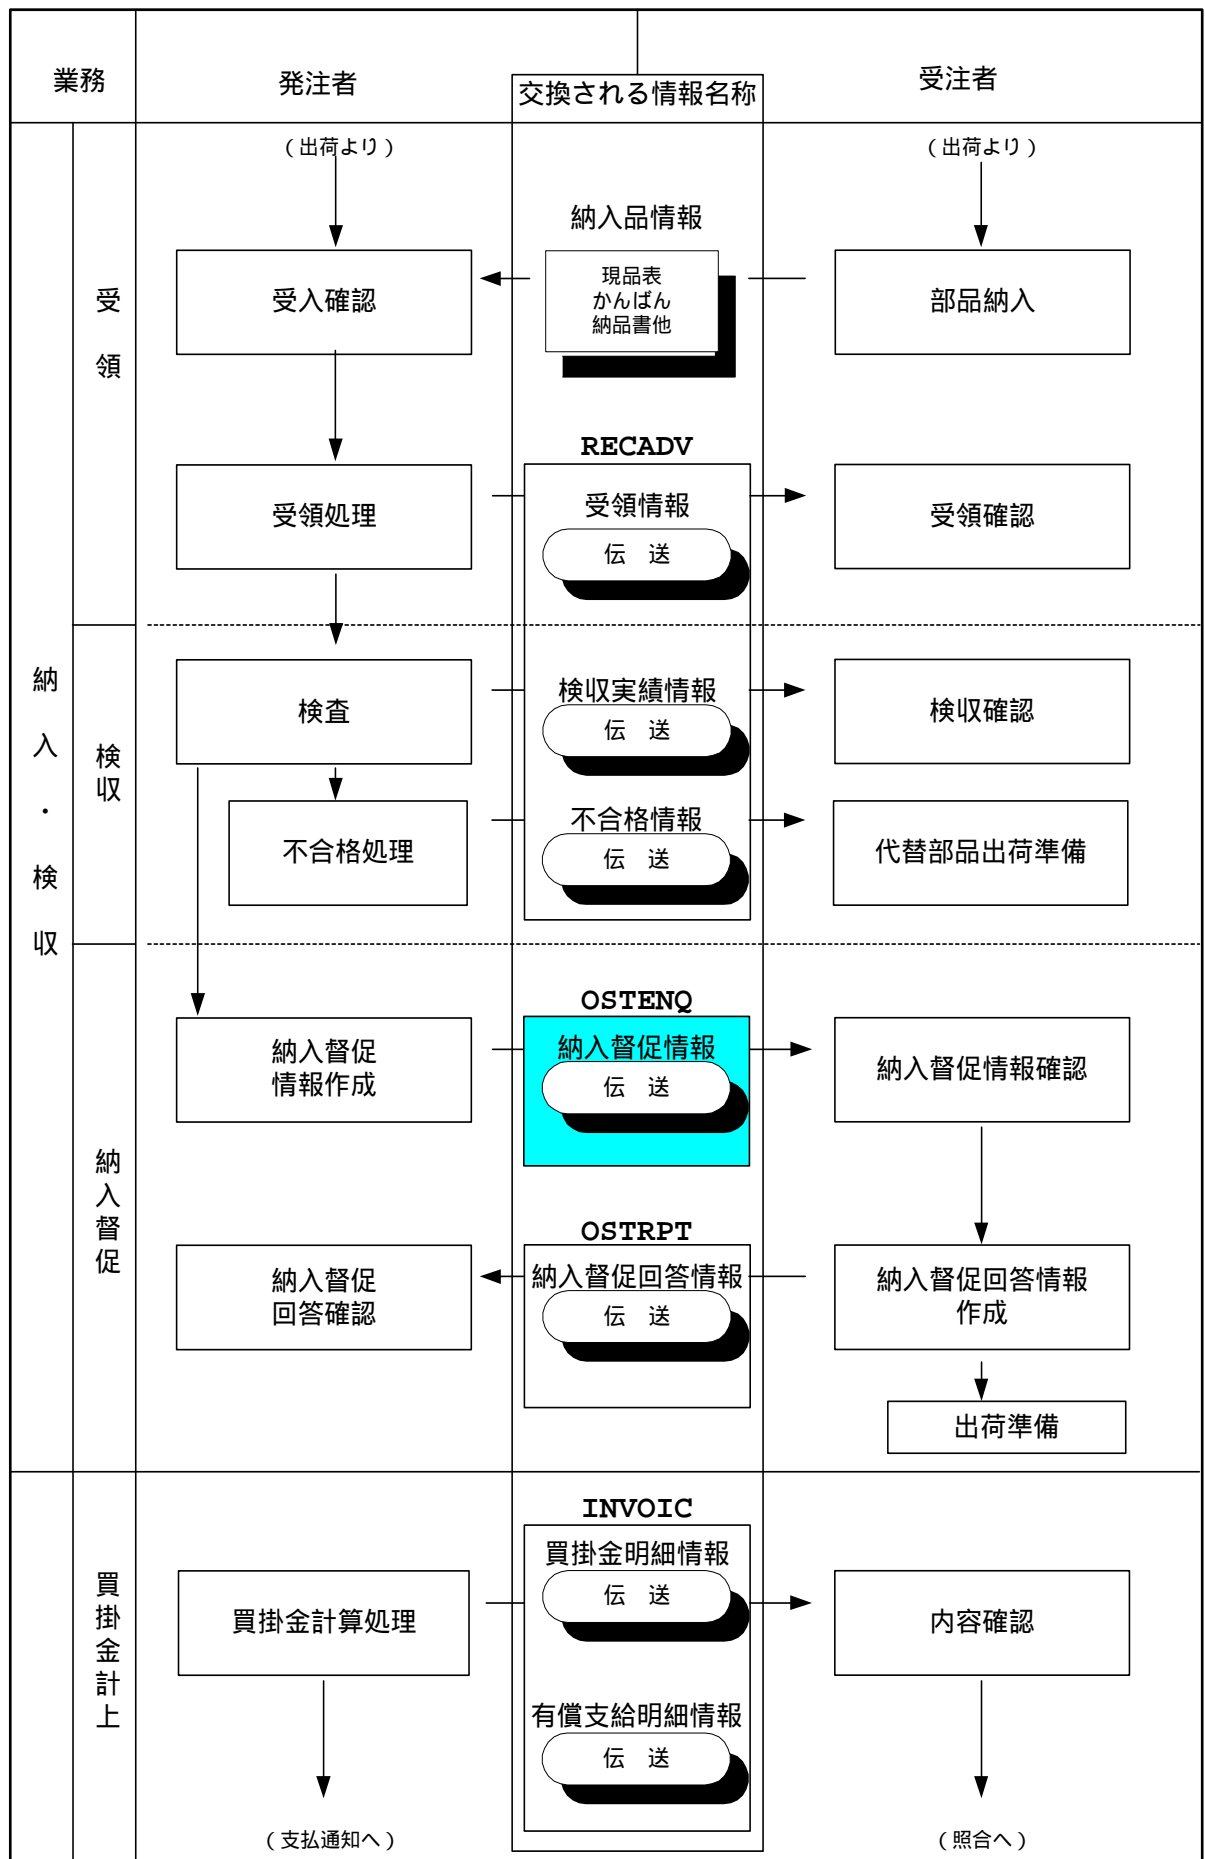 業務
発注者
交換される情報名称
受注者
納入・検収
受領
(出荷より)
(出荷より)
納入品情報
受入確認
現品表
かんばん
納品書他
部品納入
RECADV
受領処理
受領情報
伝 送
受領確認
検収
検査
検収実績情報
伝 送
検収確認
不合格処理
不合格情報
伝 送
代替部品出荷準備
納入督促
OSTENQ
納入督促
情報作成
納入督促情報
伝 送
納入督促情報確認
OSTRPT
納入督促
回答確認
納入督促回答情報
伝 送
納入督促回答情報
作成
出荷準備
買掛金計上
INVOIC
買掛金計算処理
買掛金明細情報
伝 送
内容確認
有償支給明細情報
伝 送
(支払通知へ)
(照合へ)